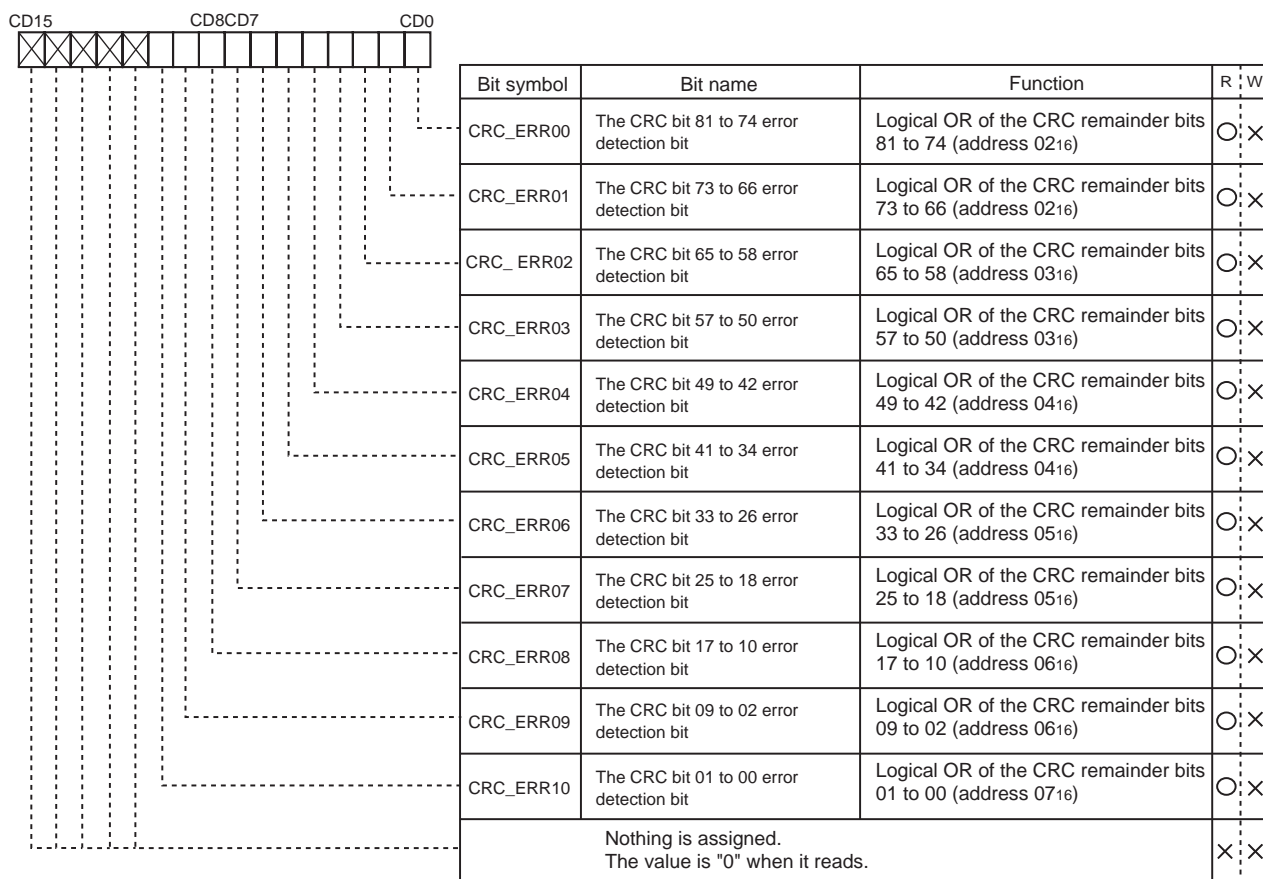 CD15 CD8CD7 CD0
Bit symbol Bit name Function R W
CRC_ERR00 The CRC bit 81 to 74 error detection bit Logical OR of the CRC remainder bits 81 to 74 (address 0216)
CRC_ERR01 The CRC bit 73 to 66 error detection bit Logical OR of the CRC remainder bits 73 to 66 (address 0216)
CRC_ ERR02 The CRC bit 65 to 58 error detection bit Logical OR of the CRC remainder bits 65 to 58 (address 0316)
CRC_ERR03 The CRC bit 57 to 50 error detection bit Logical OR of the CRC remainder bits 57 to 50 (address 0316)
CRC_ERR04 The CRC bit 49 to 42 error detection bit Logical OR of the CRC remainder bits 49 to 42 (address 0416)
CRC_ERR05 The CRC bit 41 to 34 error detection bit Logical OR of the CRC remainder bits 41 to 34 (address 0416)
CRC_ERR06 The CRC bit 33 to 26 error detection bit Logical OR of the CRC remainder bits 33 to 26 (address 0516)
CRC_ERR07 The CRC bit 25 to 18 error detection bit Logical OR of the CRC remainder bits 25 to 18 (address 0516)
CRC_ERR08 The CRC bit 17 to 10 error detection bit Logical OR of the CRC remainder bits 17 to 10 (address 0616)
CRC_ERR09 The CRC bit 09 to 02 error detection bit Logical OR of the CRC remainder bits 09 to 02 (address 0616)
CRC_ERR10 The CRC bit 01 to 00 error detection bit Logical OR of the CRC remainder bits 01 to 00 (address 0716)
Nothing is assigned.
The value is "0" when it reads.